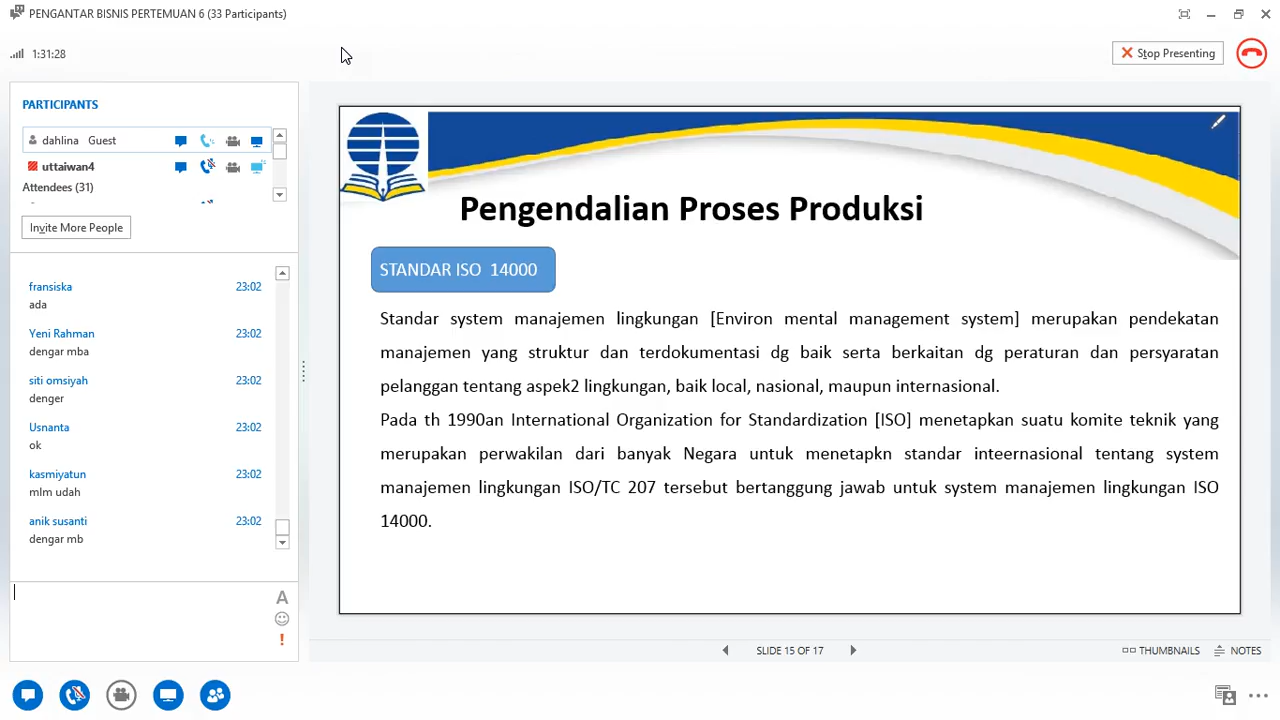 PENGANTAR BISNIS PERTEMUAN 6 (33 Participants)
1:31:28
Stop Presenting
PARTICIPANTS
dahlina Guest
uttaiwan4
Attendees (31)
Invite More People
fransiska 23:02
ada
Yeni Rahman 23:02
dengar mba
siti omsiyah 23:02
denger
Usnanta 23:02
ok
kasmiyatun 23:02
mlm udah
anik susanti 23:02
dengar mb
A
!
Pengendalian Proses Produksi
STANDAR ISO 14000
Standar system manajemen lingkungan [Environ mental management system] merupakan pendekatan
manajemen yang struktur dan terdokumentasi dg baik serta berkaitan dg peraturan dan persyaratan
pelanggan tentang aspek2 lingkungan, baik local, nasional, maupun internasional.
Pada th 1990an International Organization for Standardization [ISO] menetapkan suatu komite teknik yang
merupakan perwakilan dari banyak Negara untuk menetapkn standar inteernasional tentang system
manajemen lingkungan ISO/TC 207 tersebut bertanggung jawab untuk system manajemen lingkungan ISO
14000.
SLIDE 15 OF 17
THUMBNAILS
NOTES